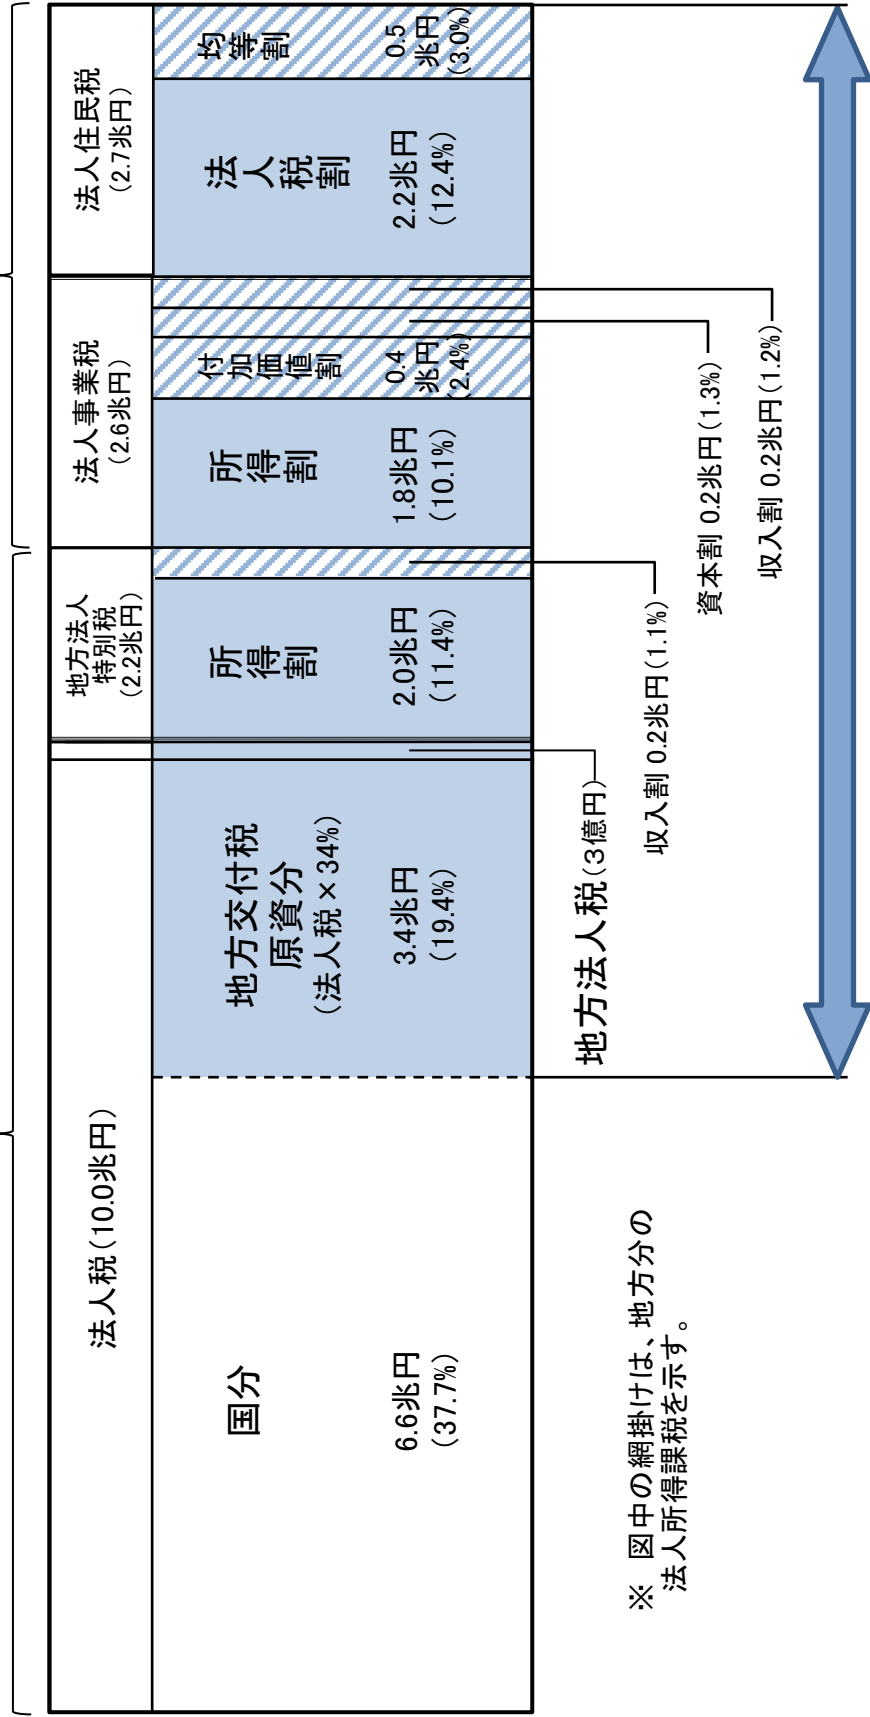 法人税(10.0兆円)
地方法人
特別税
(2.2兆円)
法人事業税
(2.6兆円)
法人住民税
(2.7兆円)
国分
6.6兆円
(37.7%)
地方交付税
原資分
(法人税×34%)
3.4兆円
(19.4%)
所得割
2.0兆円
(11.4%)
所得割
1.8兆円
(10.1%)
付加価値割
0.4
兆円
(2.4%)
法人税割
2.2兆円
(12.4%)
均等割
0.5
兆円
(3.0%)
地方法人税(3億円)
収入割 0.2兆円(1.1%)
資本割 0.2兆円(1.3%)
収入割 0.2兆円(1.2%)
※ 図中の網掛けは、地方分の
法人所得課税を示す。